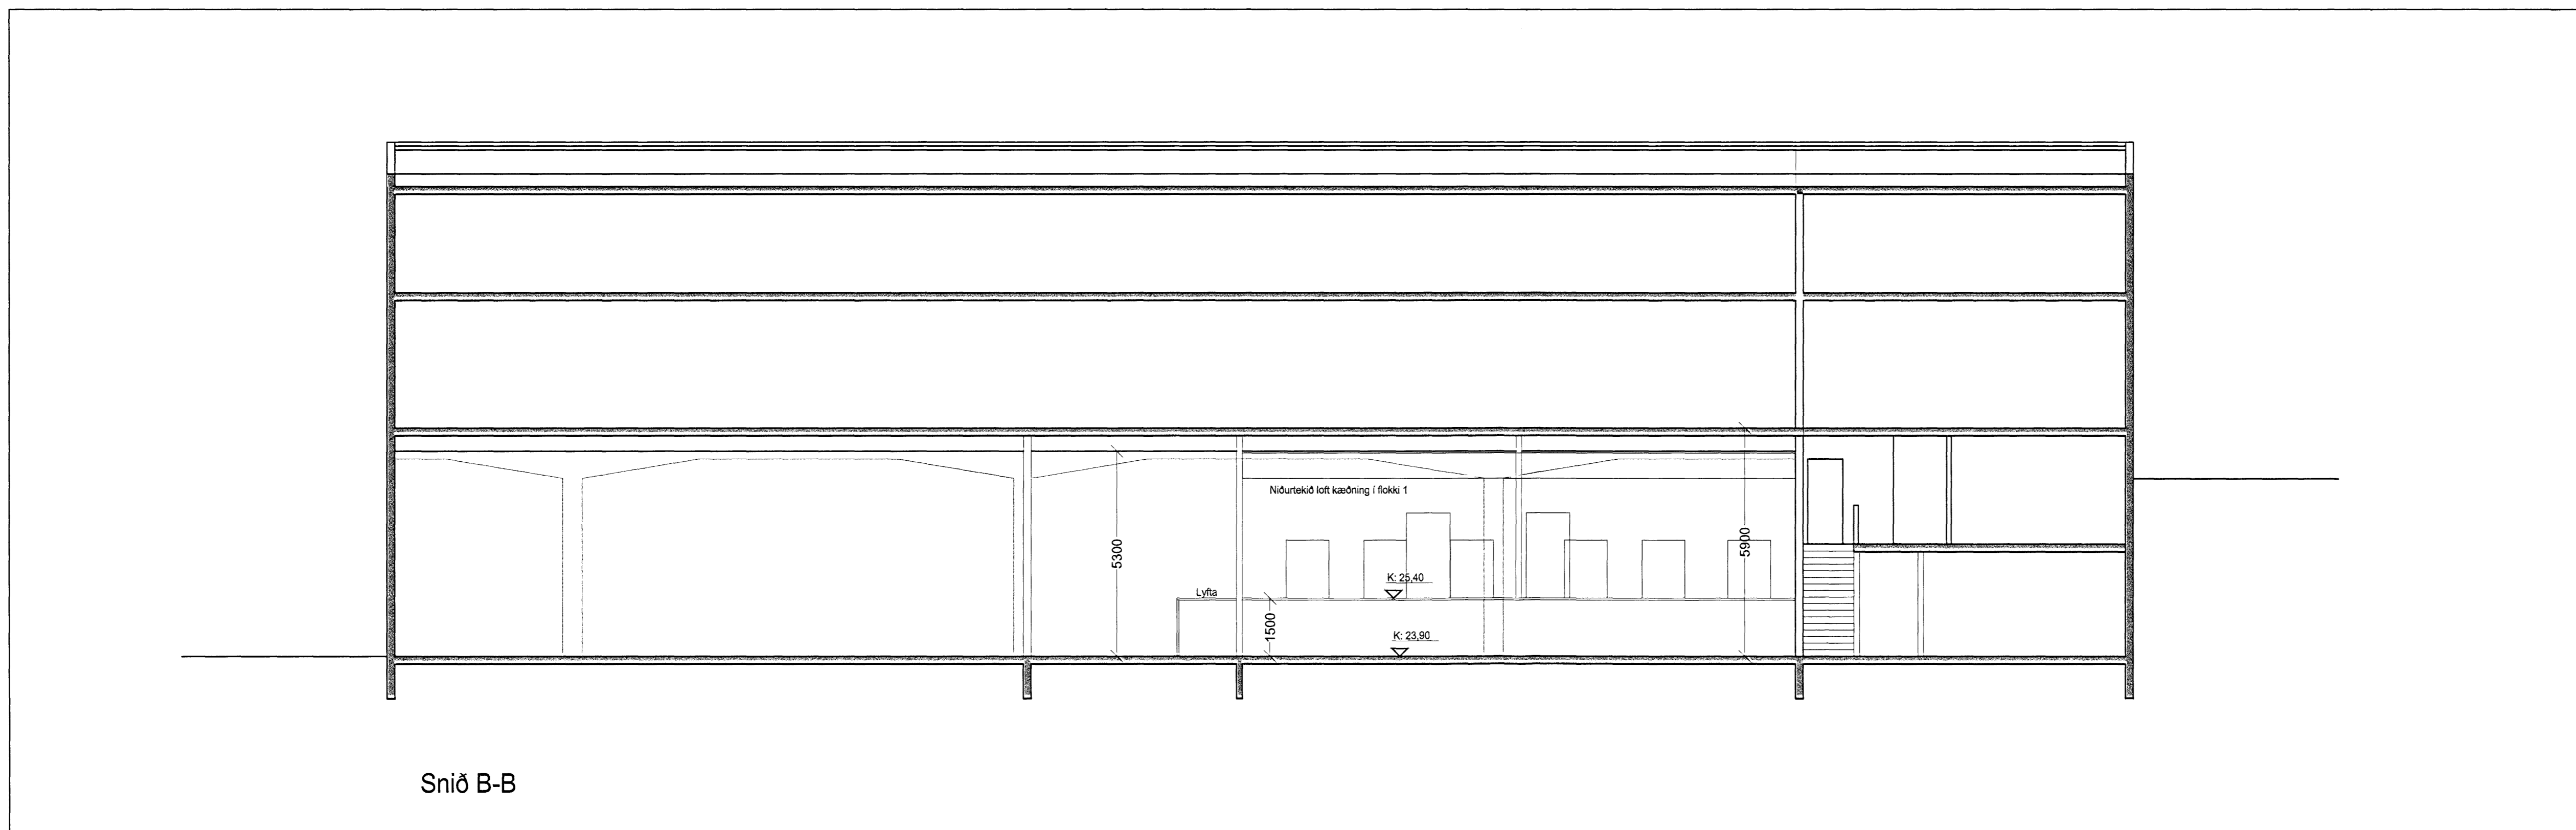 Niðurtekið loft kæðning í flokki 1
5300
5900
K: 25,40
Lyfta
1500
K: 23,90
Snið B-B